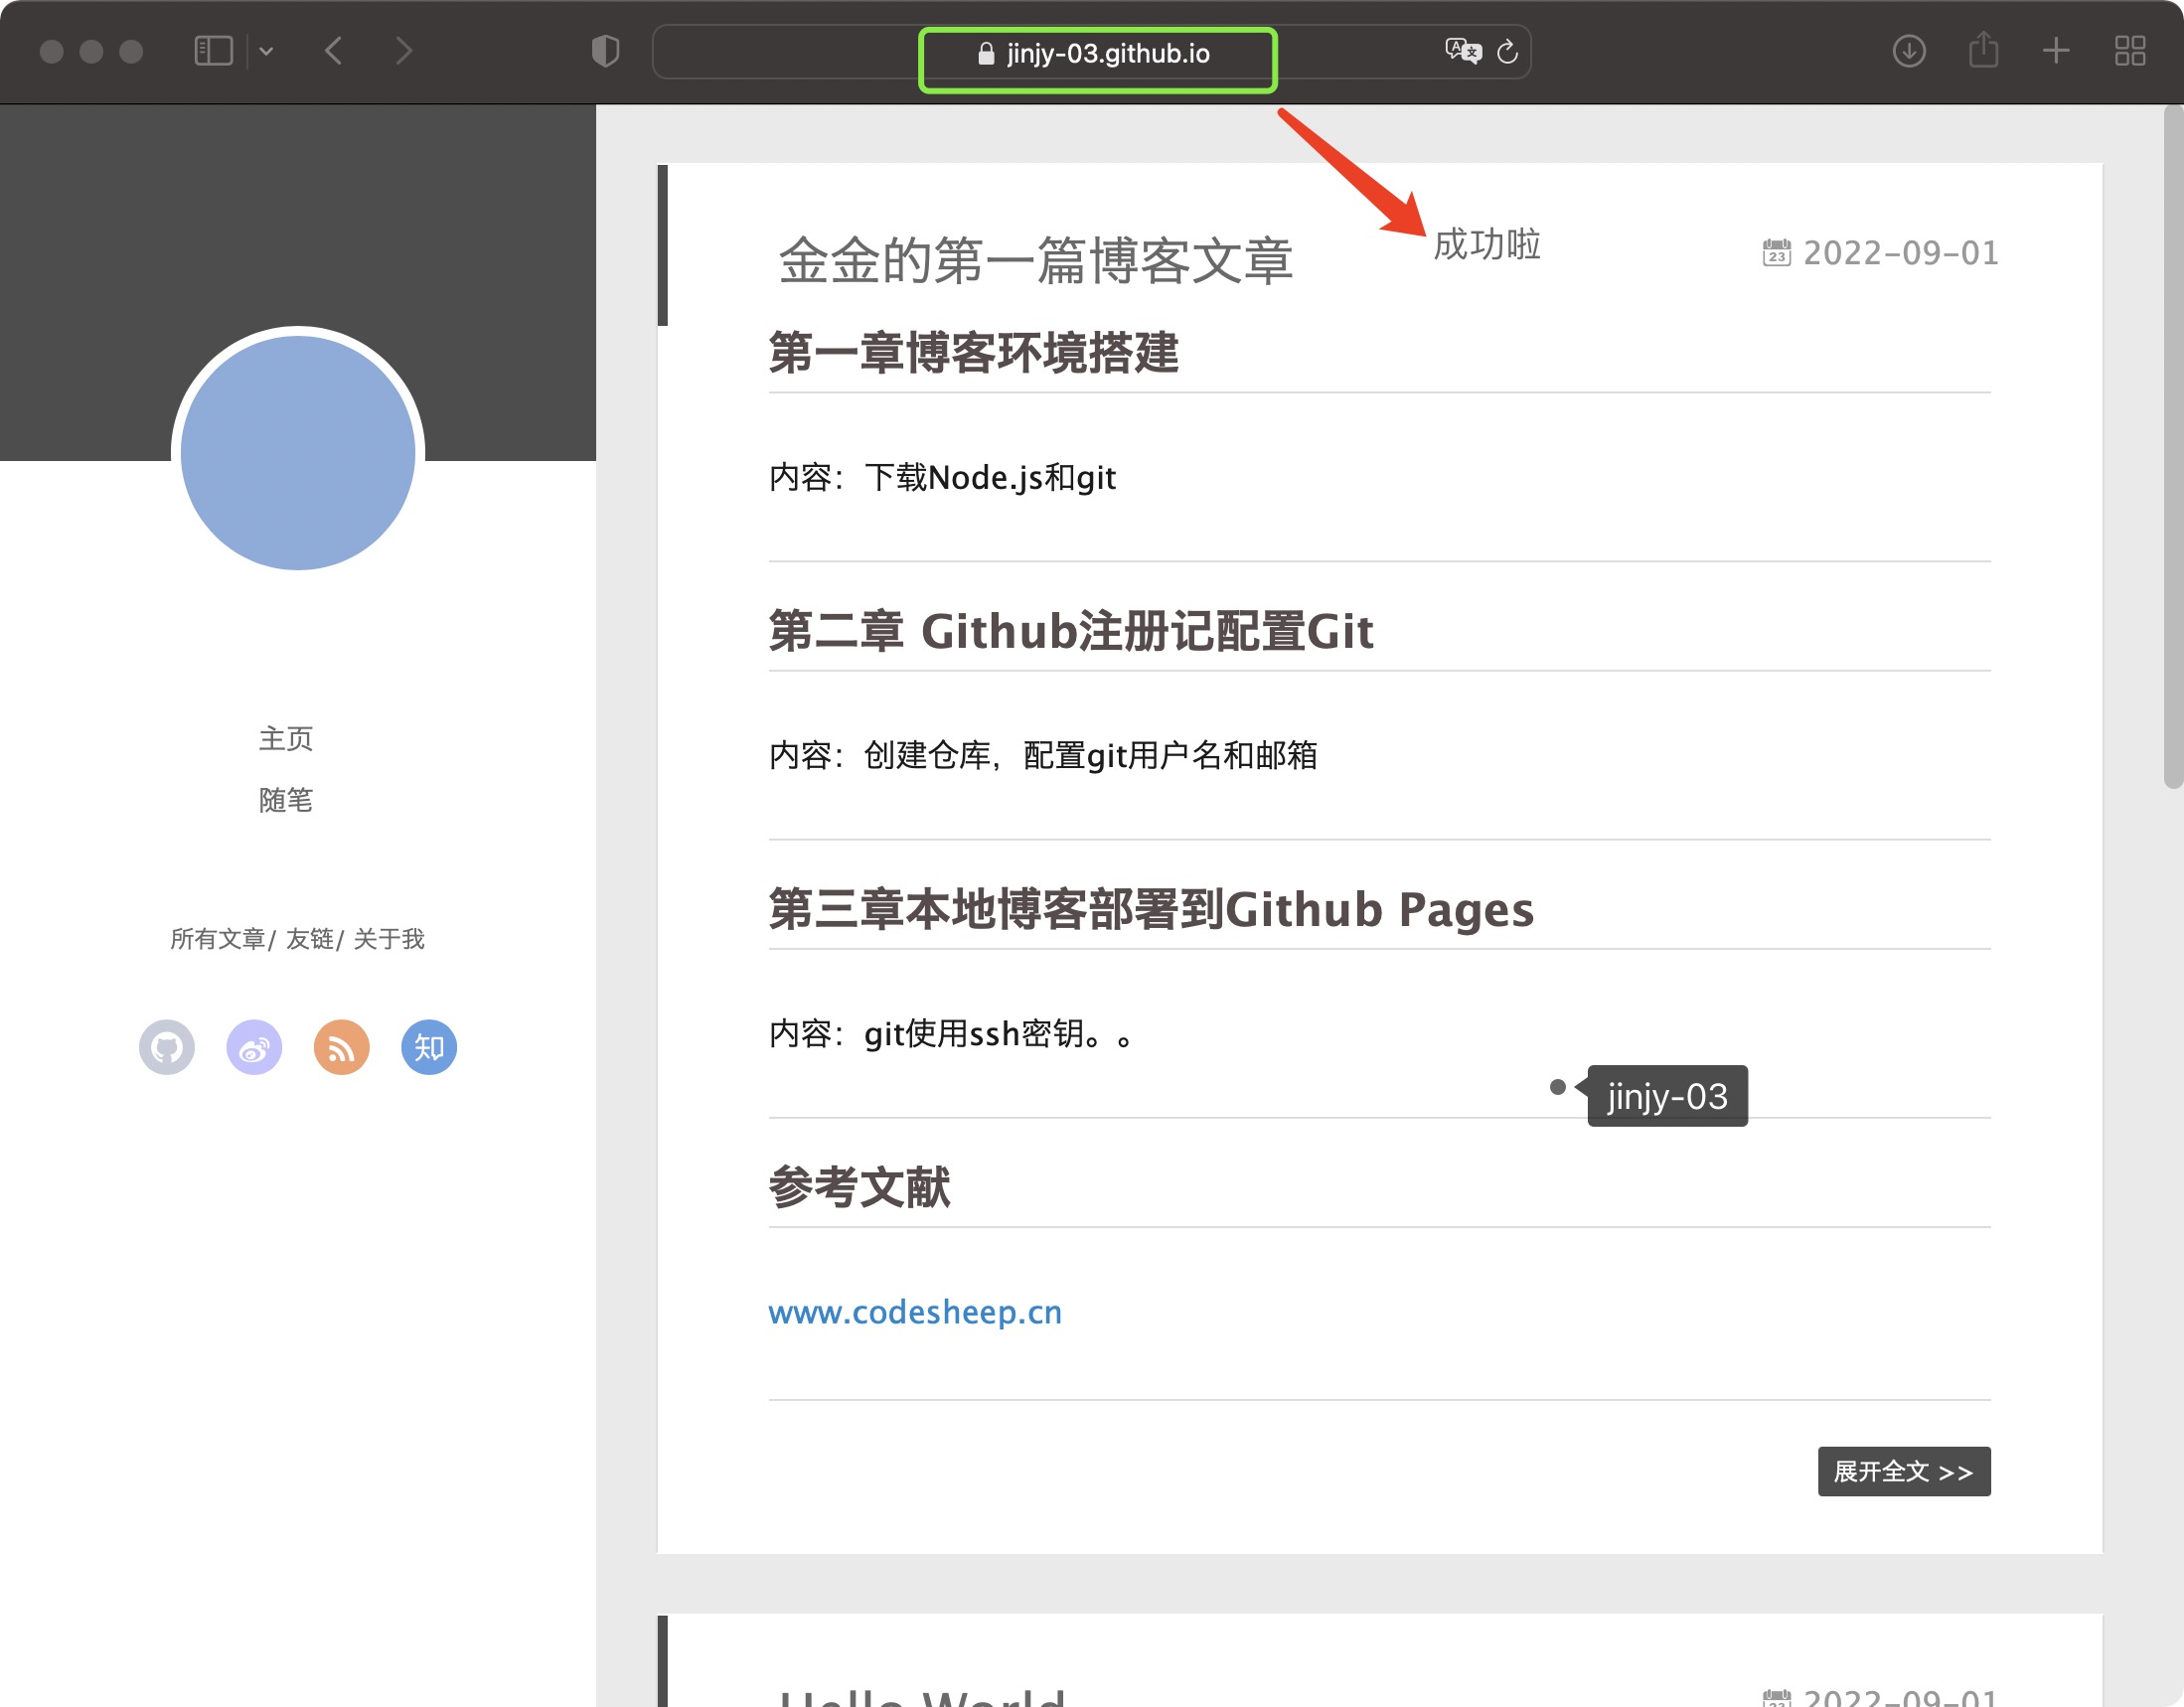 jinjy-03.github.io
主页
随笔
所有文章/ 友链/ 关于我
知
金金的第一篇博客文章
成功啦
23 2022-09-01
第一章博客环境搭建
内容：下载Node.js和git
第二章 Github注册记配置Git
内容：创建仓库，配置git用户名和邮箱
第三章本地博客部署到Github Pages
内容：git使用ssh密钥。。
jinjy-03
参考文献
www.codesheep.cn
展开全文 >>
Hello World
2022-09-01